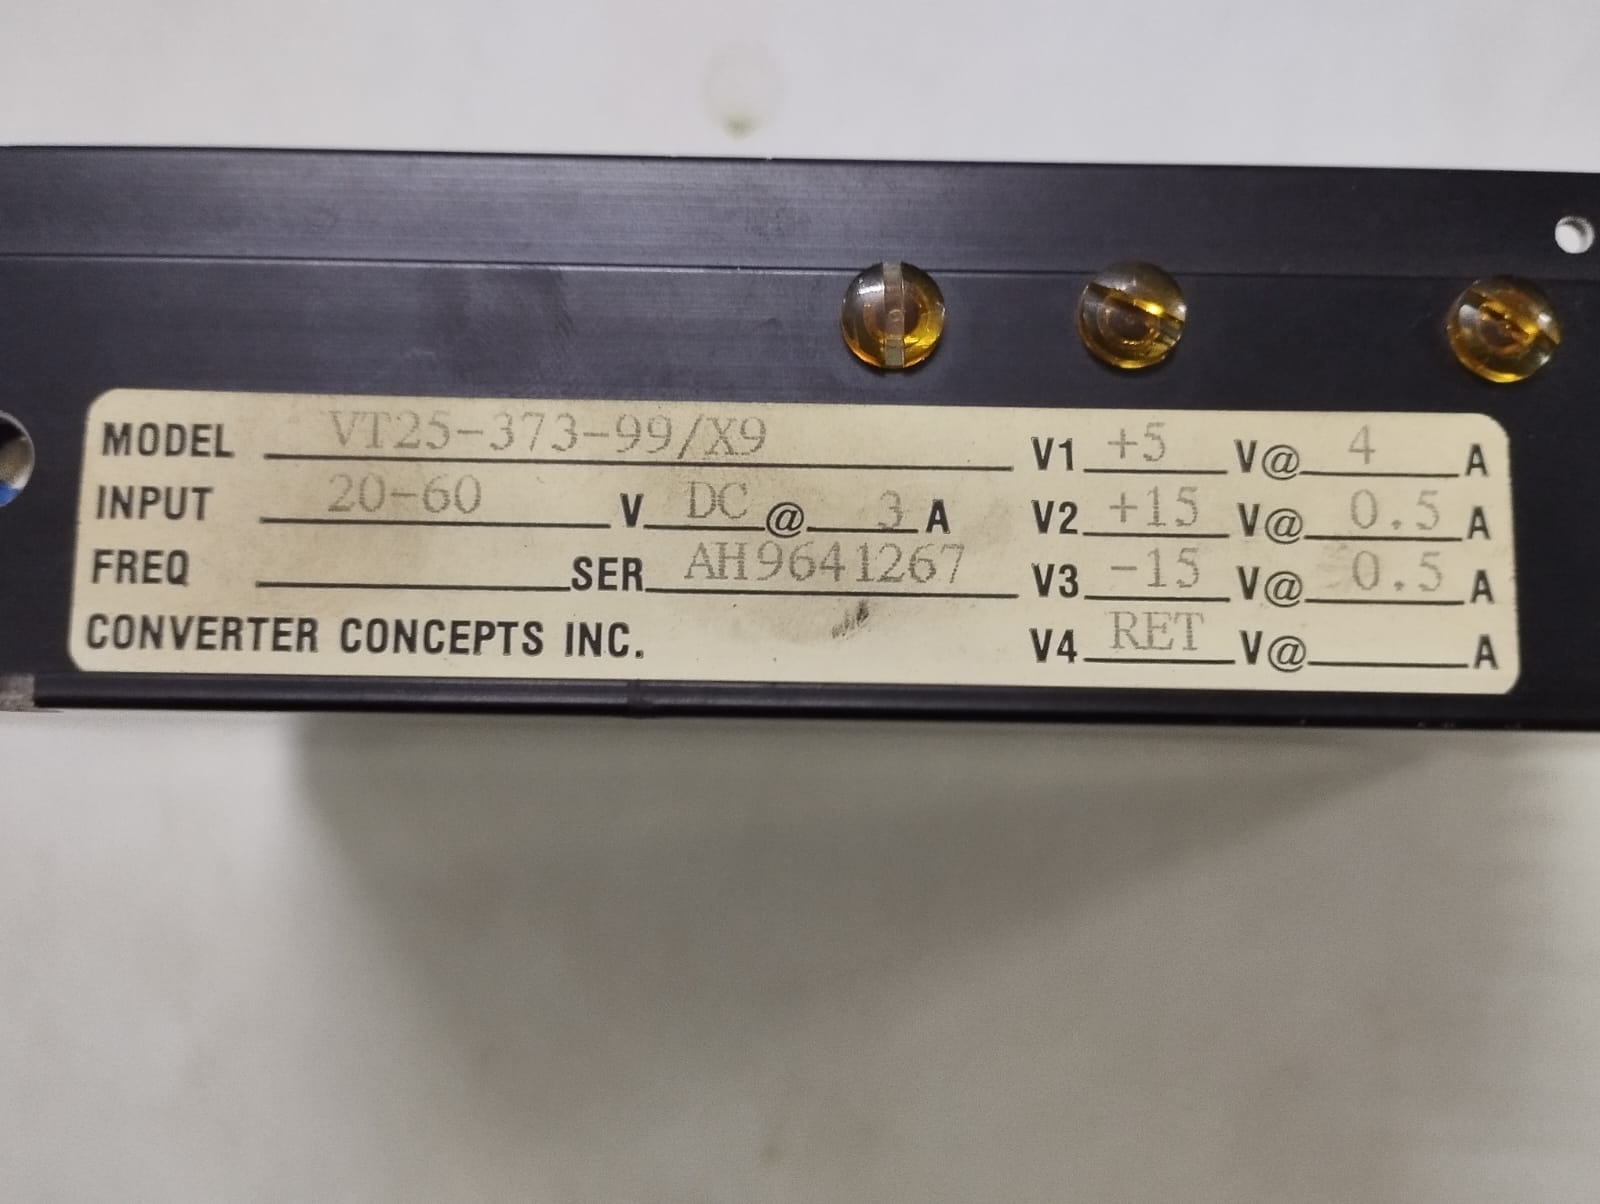 MODEL VT25-373-99/X9 V1 +5 V@ 4 A
INPUT 20-60 V DC @ 3 A V2 +15 V@ 0.5 A
FREQ SER AH9641267 V3 -15 V@ 0.5 A
CONVERTER CONCEPTS INC. V4 RET V@ A